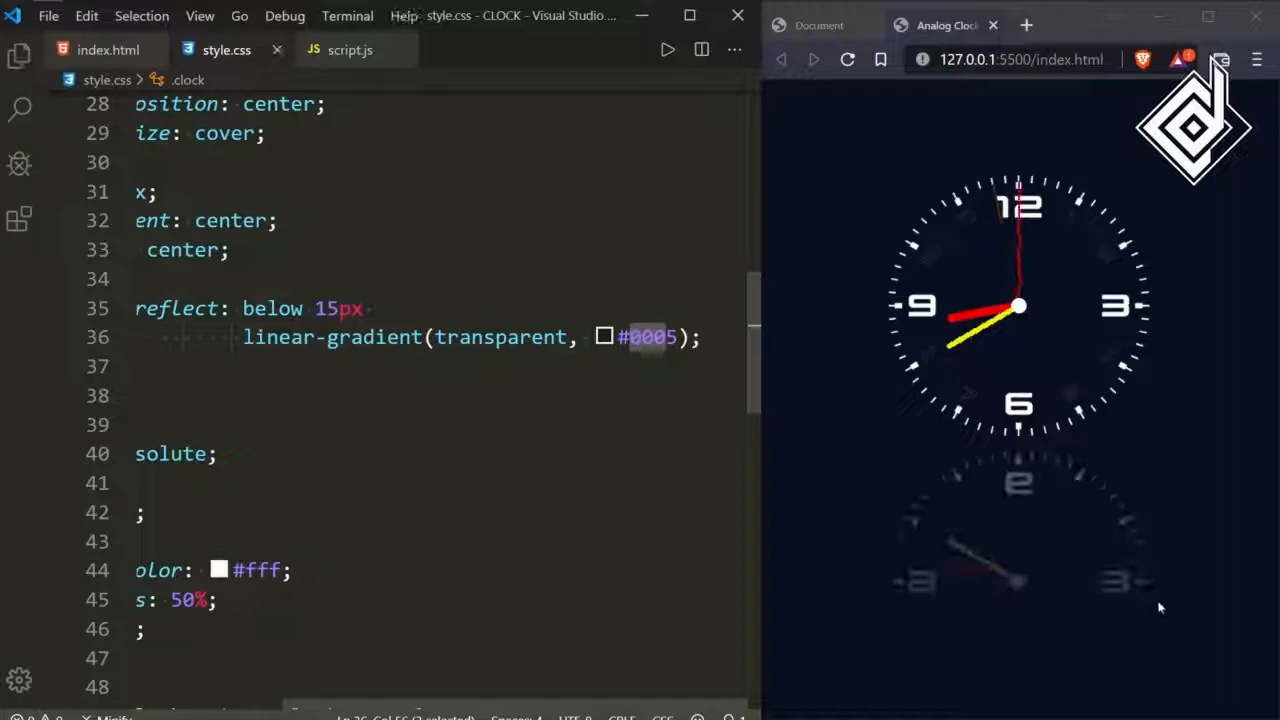 File Edit Selection View Go Debug Terminal Help style.css - CLOCK - Visual Studio....
index.html style.css script.js
style.css > .clock
28 osition: center;
29 ize: cover;
30
31 x;
32 ent: center;
33 center;
34
35 reflect: below 15px
36 linear-gradient(transparent, #0005);
37
38
39
40 solute;
41
42 ;
43
44 olor: #fff;
45 s: 50%;
46 ;
47
48
Document Analog Cloc
127.0.0.1:5500/index.html
12
9 3
6